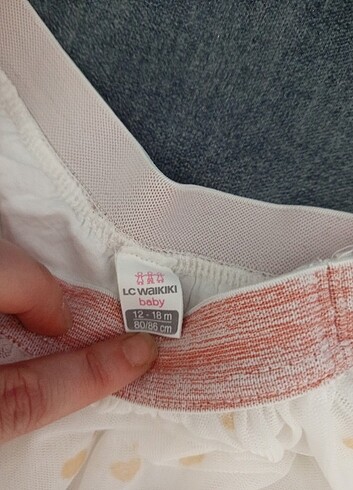 LC WAIKIKI
baby
12 - 18 m
80/86 cm